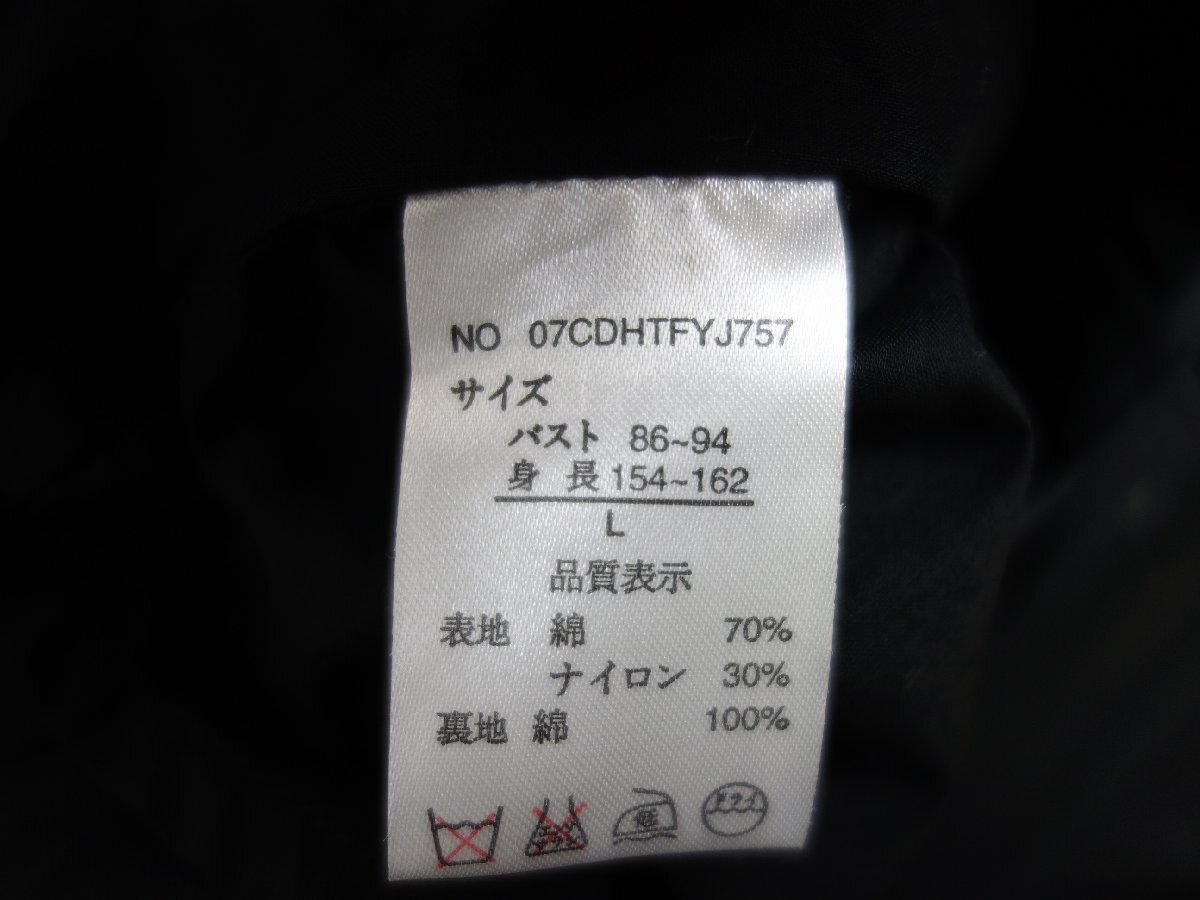 NO 07CDHTFYJ757
サイズ
バスト 86~94
身 長 154~162
L
品質表示
表地 綿 70%
ナイロン 30%
裏地 綿 100%